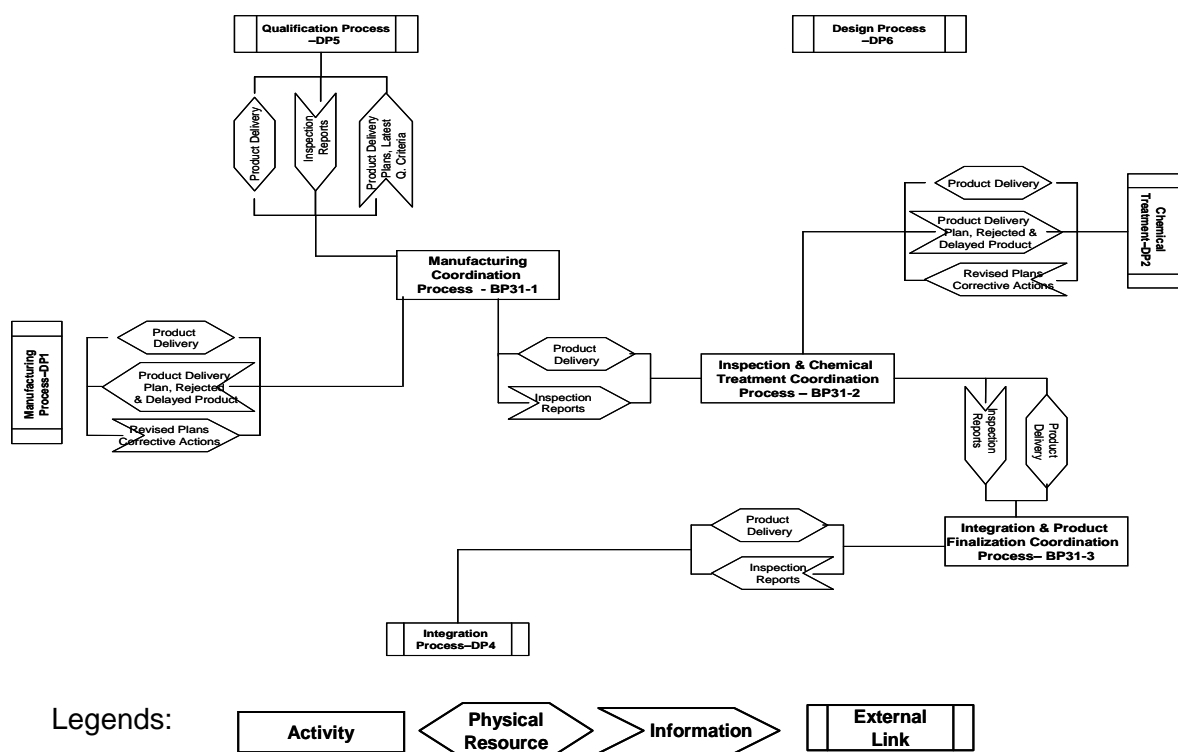 Qualification Process
–DP5
Design Process
–DP6
Product Delivery
Inspection
Reports
Product Delivery
Plans, Latest
Q. Criteria
Product Delivery
Product Delivery
Plan, Rejected &
Delayed Product
Revised Plans
Corrective Actions
Chemical
Treatment–DP2
Manufacturing
Coordination
Process - BP31-1
Manufacturing
Process–DP1
Product
Delivery
Product Delivery
Plan, Rejected
& Delayed Product
Revised Plans
Corrective Actions
Product
Delivery
Inspection
Reports
Inspection & Chemical
Treatment Coordination
Process – BP31-2
Inspection
Reports
Product
Delivery
Product
Delivery
Inspection
Reports
Integration & Product
Finalization Coordination
Process– BP31-3
Integration
Process–DP4
Legends:
Activity
Physical
Resource
Information
External
Link